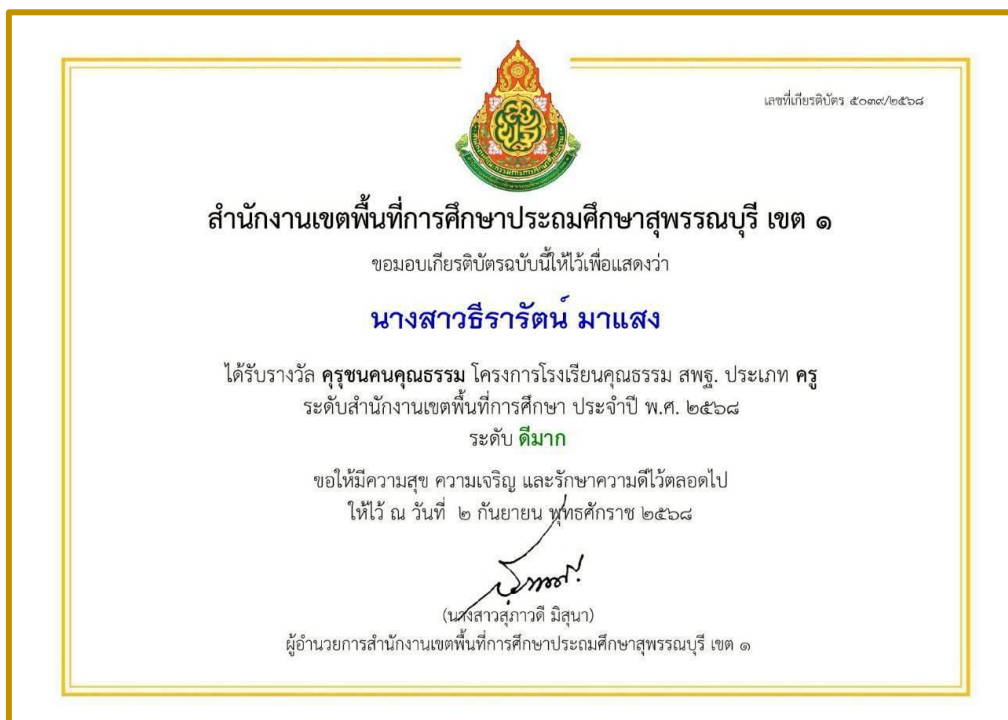 เลขที่เกียรติบัตร ๕๐๓๙/๒๕๖๘
สำนักงานเขตพื้นที่การศึกษาประถมศึกษาสุพรรณบุรี เขต ๑
ขอมอบเกียรติบัตรฉบับนี้ให้ไว้เพื่อแสดงว่า
นางสาวธีรารัตน์ มาแสง
ได้รับรางวัล คุรุชนคนคุณธรรม โครงการโรงเรียนคุณธรรม สพฐ. ประเภท ครู
ระดับสำนักงานเขตพื้นที่การศึกษา ประจำปี พ.ศ. ๒๕๖๘
ระดับ ดีมาก
ขอให้มีความสุข ความเจริญ และรักษาความดีไว้ตลอดไป
ให้ไว้ ณ วันที่ ๒ กันยายน พุทธศักราช ๒๕๖๘
(นางสาวสุภาวดี มิสุนา)
ผู้อำนวยการสำนักงานเขตพื้นที่การศึกษาประถมศึกษาสุพรรณบุรี เขต ๑